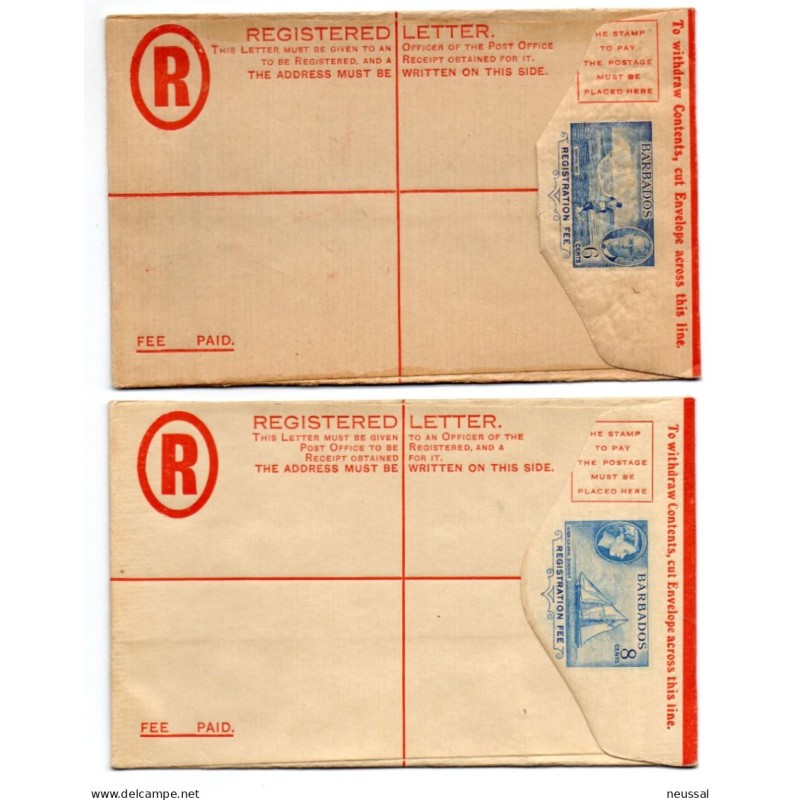 REGISTERED LETTER.
THIS LETTER MUST BE GIVEN TO AN OFFICER OF THE POST OFFICE
TO BE REGISTERED, AND A RECEIPT OBTAINED FOR IT.
THE ADDRESS MUST BE WRITTEN ON THIS SIDE.
R
HE STAMP
TO PAY
THE POSTAGE
MUST BE
PLACED HERE
To withdraw Contents, cut Envelope across this line.
BARBADOS
6
CENTS
REGISTRATION FEE
FEE PAID.
REGISTERED LETTER.
THIS LETTER MUST BE GIVEN TO AN OFFICER OF THE
POST OFFICE TO BE REGISTERED, AND A
RECEIPT OBTAINED FOR IT.
THE ADDRESS MUST BE WRITTEN ON THIS SIDE.
R
HE STAMP
TO PAY
THE POSTAGE
MUST BE
PLACED HERE
To withdraw Contents, cut Envelope across this line.
BARBADOS
8
CENTS
REGISTRATION FEE
FEE PAID.
delcampe.net
neussal